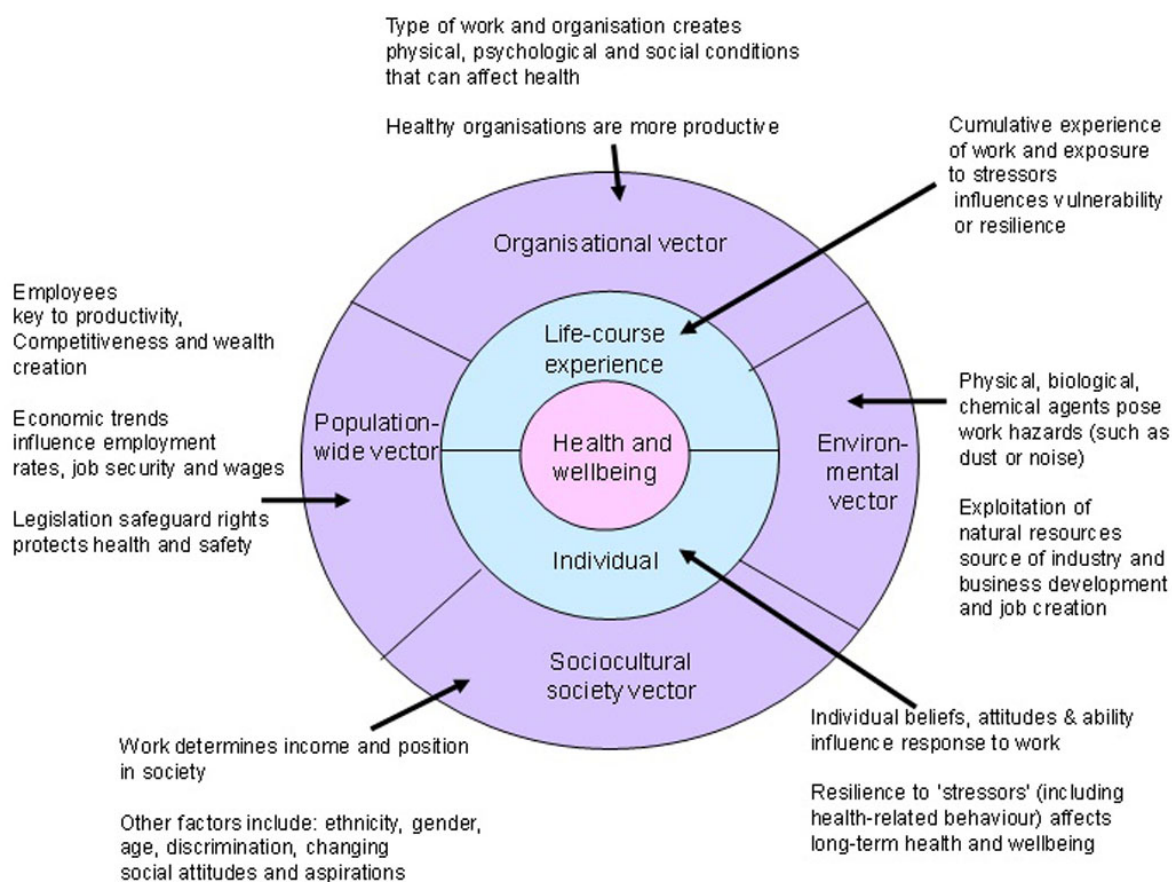 Type of work and organisation creates
physical, psychological and social conditions
that can affect health
Healthy organisations are more productive
Cumulative experience
of work and exposure
to stressors
influences vulnerability
or resilience
Organisational vector
Employees
key to productivity,
Competitiveness and wealth
creation
Economic trends
influence employment
rates, job security and wages
Legislation safeguard rights
protects health and safety
Life-course
experience
Population-
wide vector
Health and
wellbeing
Environ-
mental
vector
Physical, biological,
chemical agents pose
work hazards (such as
dust or noise)
Exploitation of
natural resources
source of industry and
business development
and job creation
Individual
Sociocultural
society vector
Work determines income and position
in society
Other factors include: ethnicity, gender,
age, discrimination, changing
social attitudes and aspirations
Individual beliefs, attitudes & ability
influence response to work
Resilience to 'stressors' (including
health-related behaviour) affects
long-term health and wellbeing